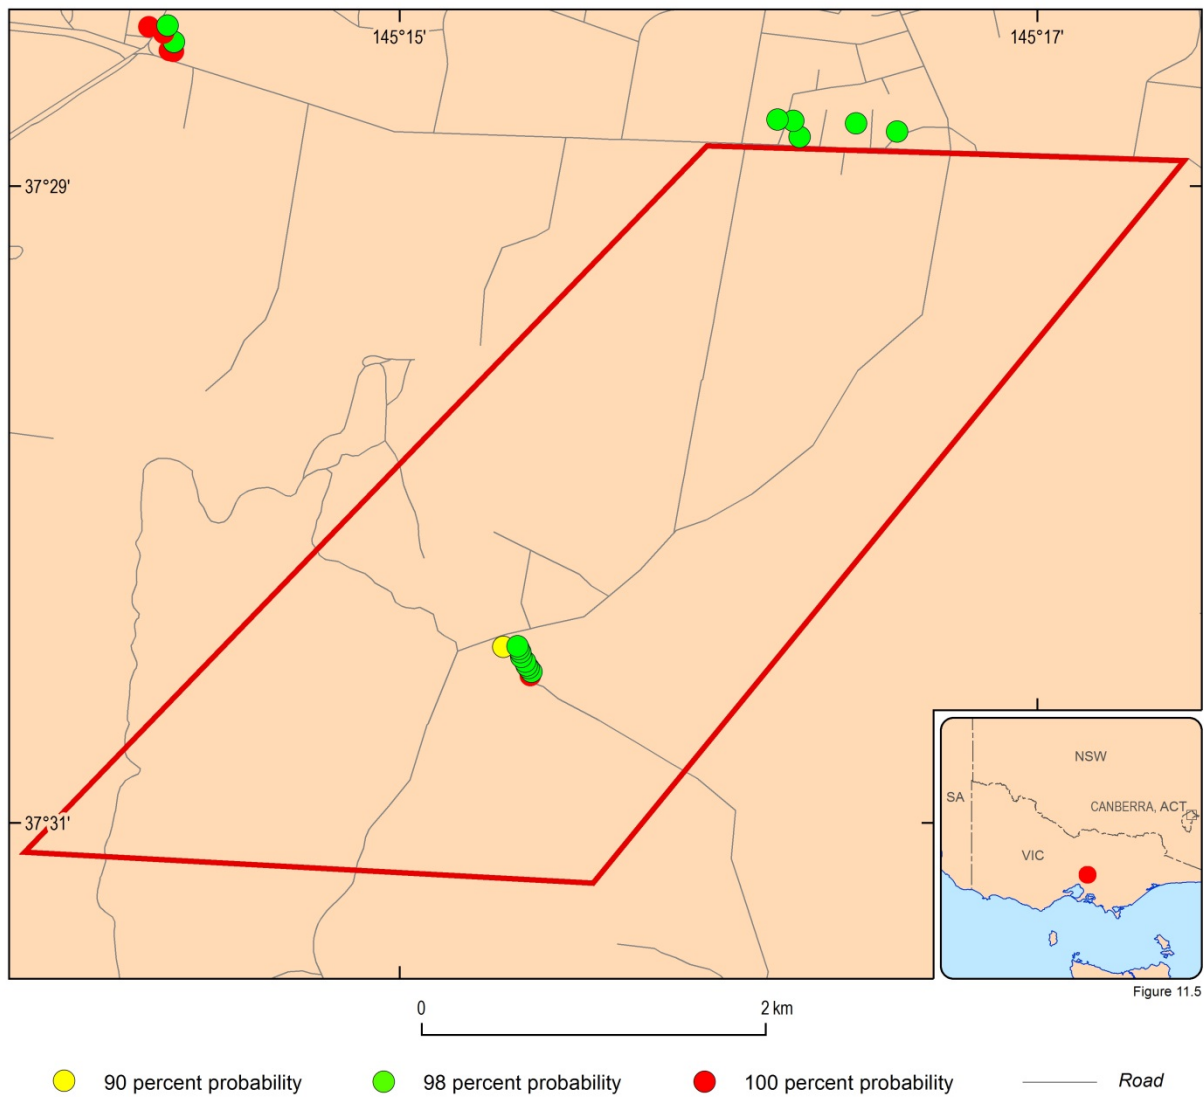 145°15'
145°17'
37°29'
37°31'
NSW
SA
CANBERRA, ACT
VIC
Figure 11.5
0
2 km
90 percent probability
98 percent probability
100 percent probability
Road